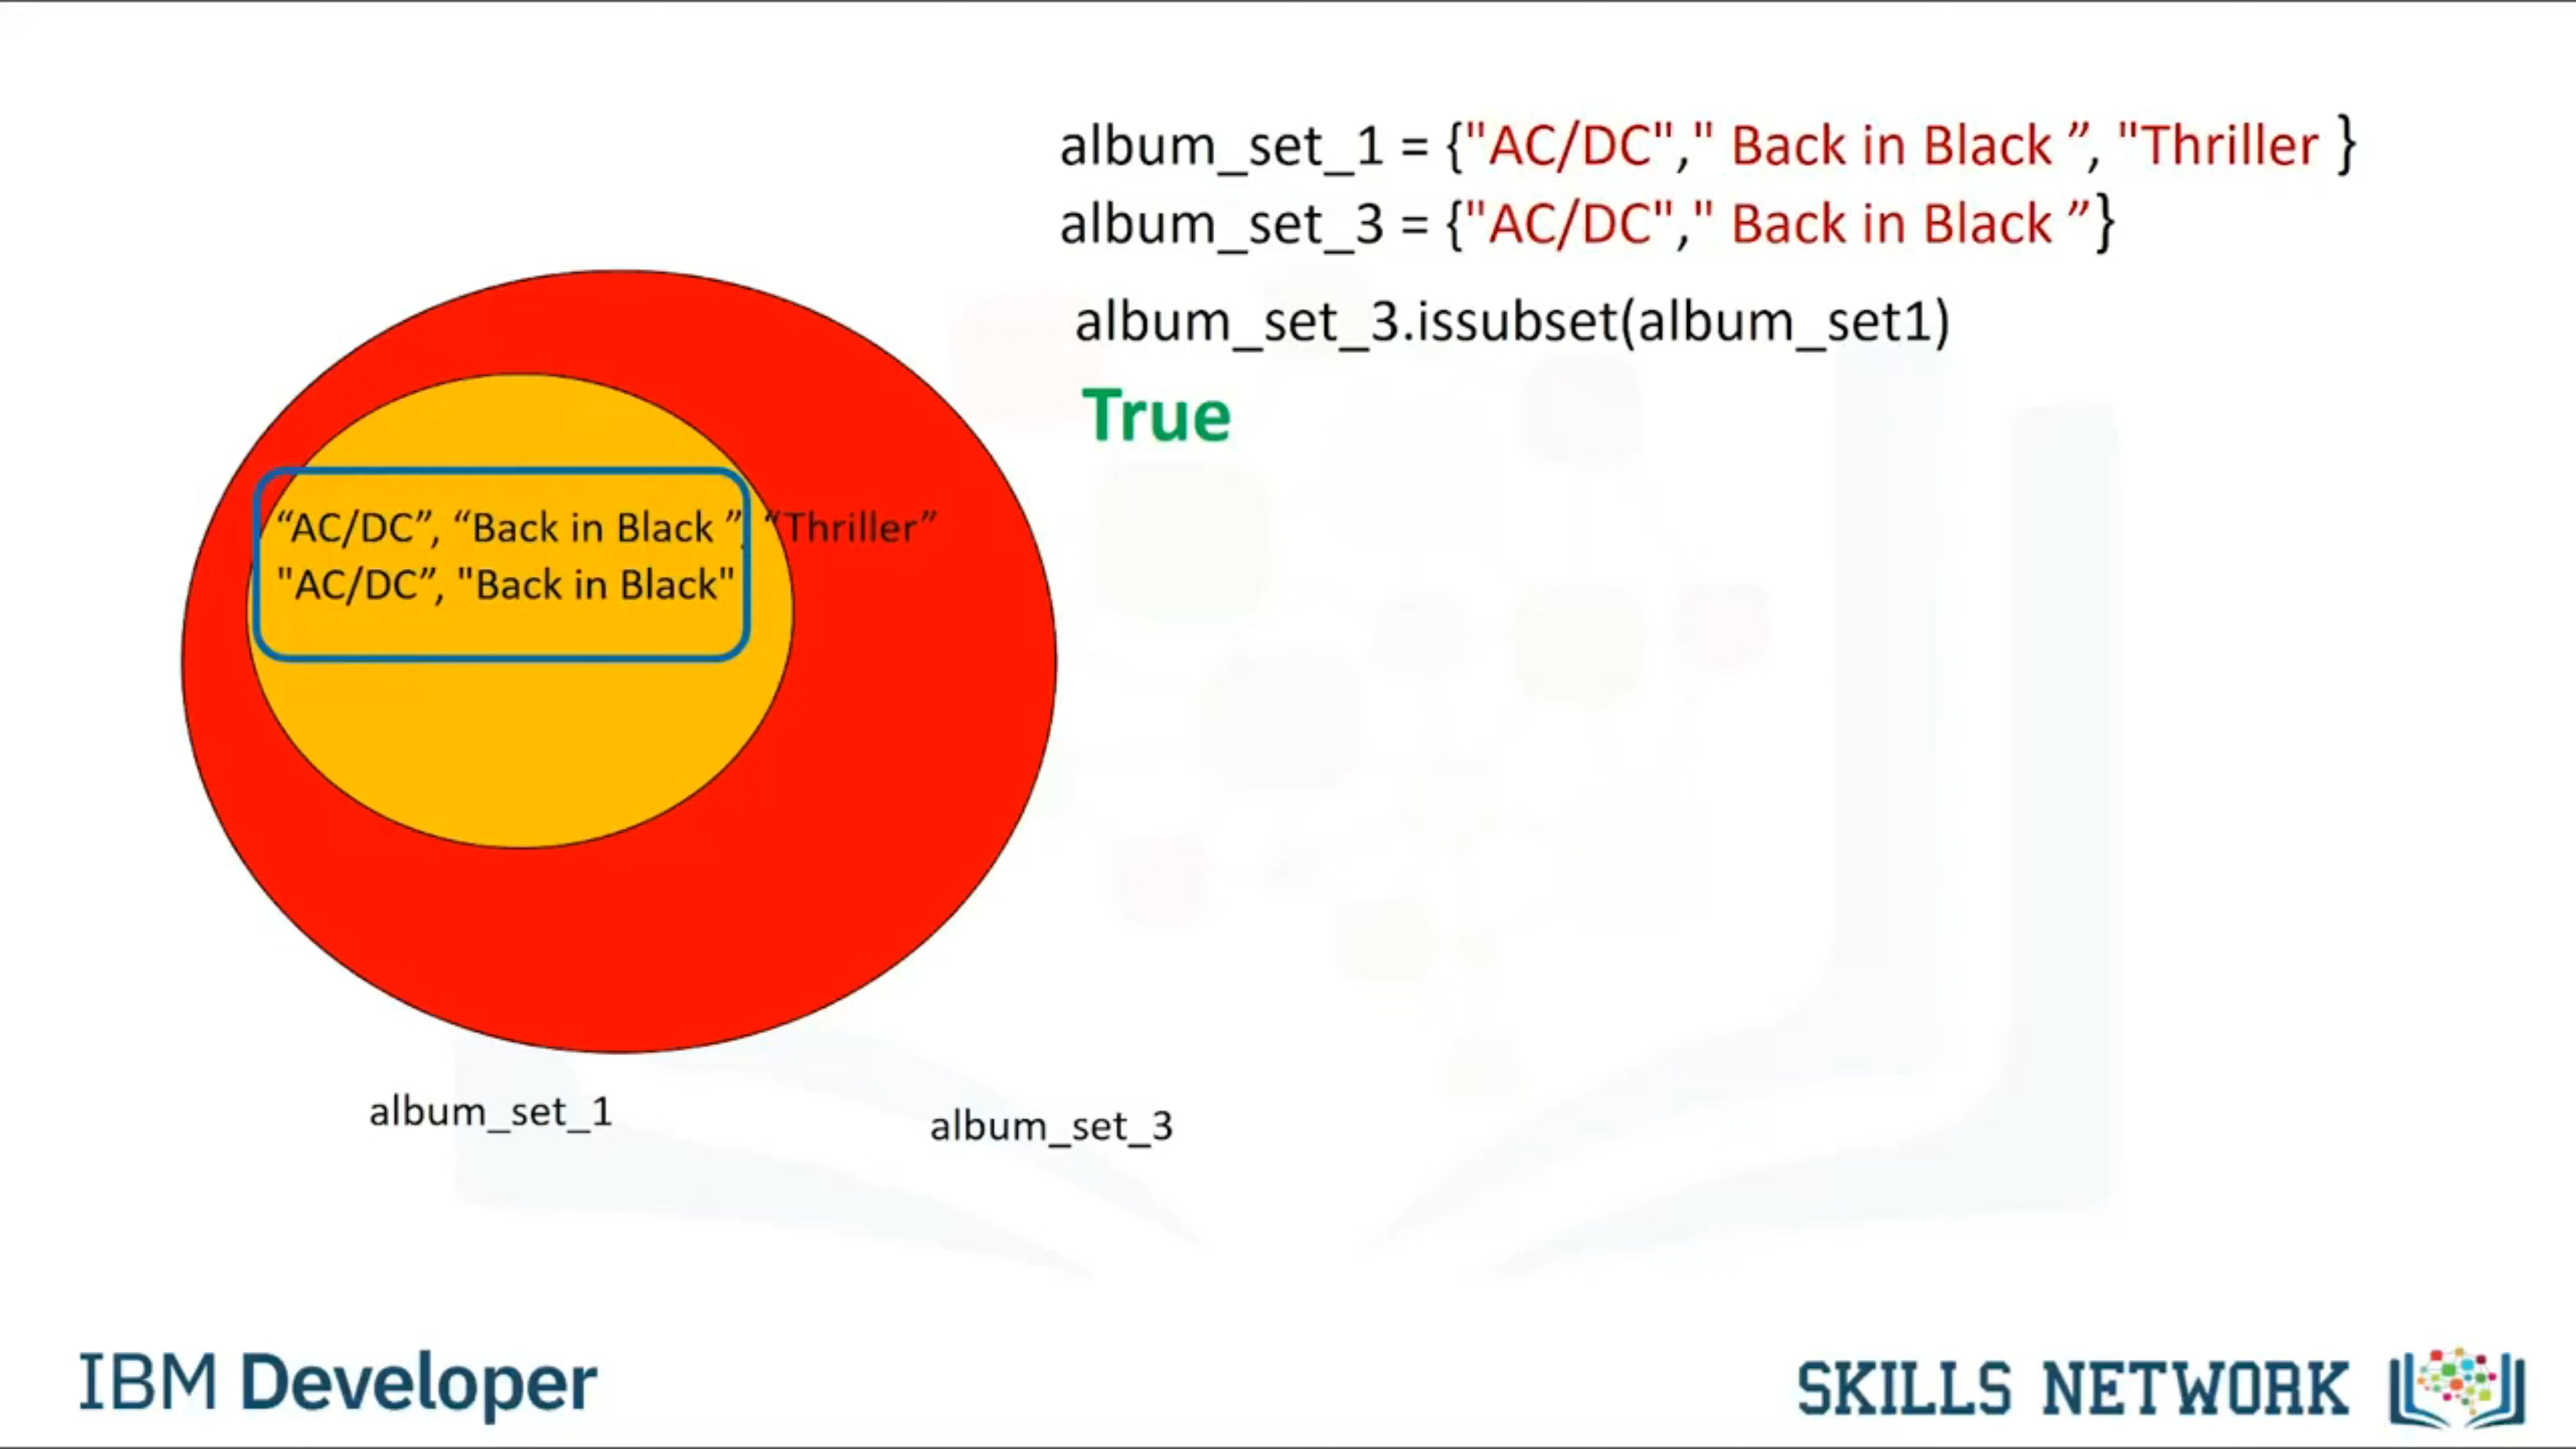 album_set_1 = {"AC/DC"," Back in Black ”, "Thriller }
album_set_3 = {"AC/DC"," Back in Black ”}
album_set_3.issubset(album_set1)
True
“AC/DC”, “Back in Black ”, “Thriller”
"AC/DC”, "Back in Black"
album_set_1
album_set_3
IBM Developer
SKILLS NETWORK